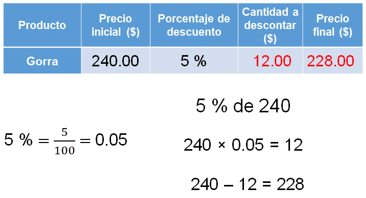 Producto Precio inicial ($) Porcentaje de descuento Cantidad a descontar ($) Precio final ($)
Gorra 240.00 5 % 12.00 228.00
5 % de 240
5 % = 5/100 = 0.05
240 × 0.05 = 12
240 – 12 = 228